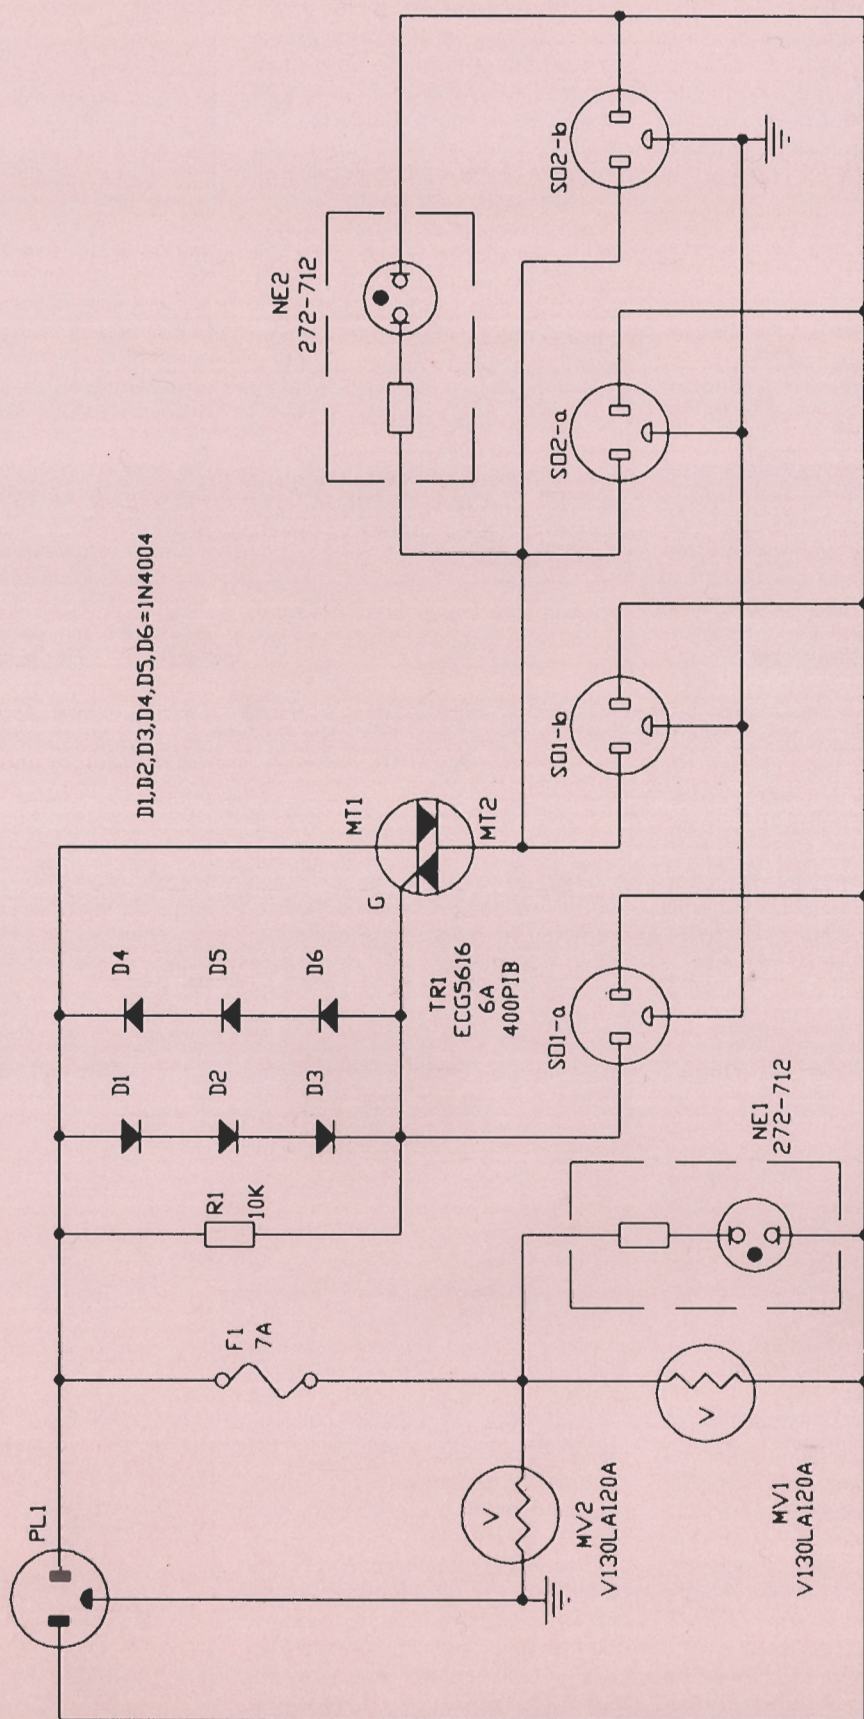 PL1
F1
7A
R1
10K
D1
D2
D3
D4
D5
D6
D1,D2,D3,D4,D5,D6=1N4004
MT1
G
MT2
TR1
ECG5616
6A
400PIB
NE2
272-712
MV2
V130LA120A
V
MV1
V130LA120A
V
NE1
272-712
SO1-a
SO1-b
SO2-a
SO2-b